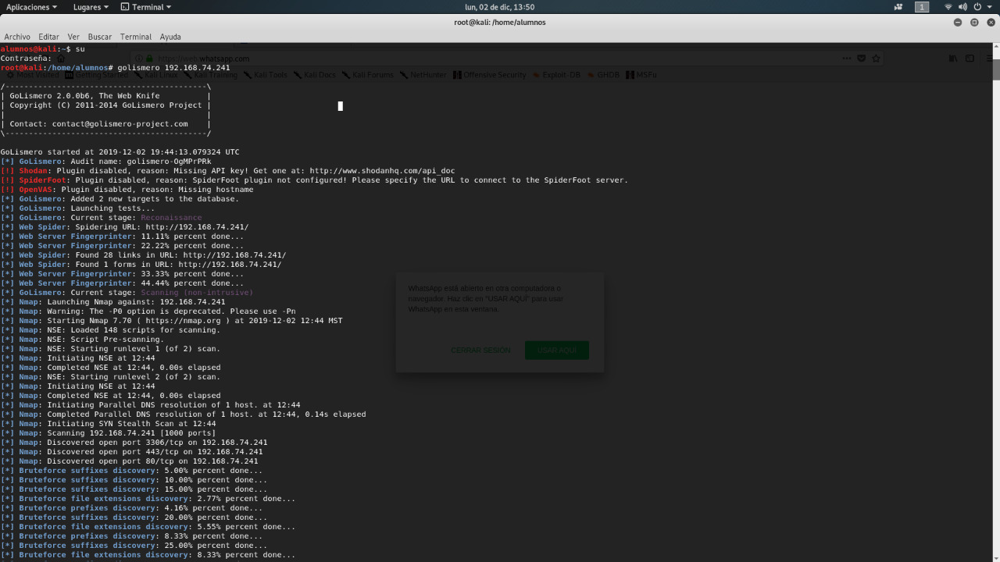 Aplicaciones Lugares Terminal lun, 02 de dic, 13:50 1
root@kali: /home/alumnos
Archivo Editar Ver Buscar Terminal Ayuda
alumnos@kali:~$ su
Contraseña:
https://web.whatsapp.com
root@kali:/home/alumnos# golismero 192.168.74.241
Most Visited Getting Started Kali Linux Kali Training Kali Tools Kali Docs Kali Forums NetHunter Offensive Security Exploit-DB GHDB MSFu
/-------------------------------------------\
| GoLismero 2.0.0b6, The Web Knife |
| Copyright (C) 2011-2014 GoLismero Project |
| |
| Contact: contact@golismero-project.com |
\-------------------------------------------/
GoLismero started at 2019-12-02 19:44:13.079324 UTC
[*] GoLismero: Audit name: golismero-OgMPrPRk
[!] Shodan: Plugin disabled, reason: Missing API key! Get one at: http://www.shodanhq.com/api_doc
[!] SpiderFoot: Plugin disabled, reason: SpiderFoot plugin not configured! Please specify the URL to connect to the SpiderFoot server.
[!] OpenVAS: Plugin disabled, reason: Missing hostname
[*] GoLismero: Added 2 new targets to the database.
[*] GoLismero: Launching tests...
[*] GoLismero: Current stage: Reconaissance
[*] Web Spider: Spidering URL: http://192.168.74.241/
[*] Web Server Fingerprinter: 11.11% percent done...
[*] Web Server Fingerprinter: 22.22% percent done...
[*] Web Spider: Found 28 links in URL: http://192.168.74.241/
[*] Web Spider: Found 1 forms in URL: http://192.168.74.241/
[*] Web Server Fingerprinter: 33.33% percent done...
[*] Web Server Fingerprinter: 44.44% percent done...
[*] GoLismero: Current stage: Scanning (non-intrusive)
[*] Nmap: Launching Nmap against: 192.168.74.241
[*] Nmap: Warning: The -P0 option is deprecated. Please use -Pn
[*] Nmap: Starting Nmap 7.70 ( https://nmap.org ) at 2019-12-02 12:44 MST
[*] Nmap: NSE: Loaded 148 scripts for scanning.
[*] Nmap: NSE: Script Pre-scanning.
[*] Nmap: NSE: Starting runlevel 1 (of 2) scan.
[*] Nmap: Initiating NSE at 12:44
[*] Nmap: Completed NSE at 12:44, 0.00s elapsed
[*] Nmap: NSE: Starting runlevel 2 (of 2) scan.
[*] Nmap: Initiating NSE at 12:44
[*] Nmap: Completed NSE at 12:44, 0.00s elapsed
[*] Nmap: Initiating Parallel DNS resolution of 1 host. at 12:44
[*] Nmap: Completed Parallel DNS resolution of 1 host. at 12:44, 0.14s elapsed
[*] Nmap: Initiating SYN Stealth Scan at 12:44
[*] Nmap: Scanning 192.168.74.241 [1000 ports]
[*] Nmap: Discovered open port 3306/tcp on 192.168.74.241
[*] Nmap: Discovered open port 443/tcp on 192.168.74.241
[*] Nmap: Discovered open port 80/tcp on 192.168.74.241
[*] Bruteforce suffixes discovery: 5.00% percent done...
[*] Bruteforce suffixes discovery: 10.00% percent done...
[*] Bruteforce suffixes discovery: 15.00% percent done...
[*] Bruteforce file extensions discovery: 2.77% percent done...
[*] Bruteforce prefixes discovery: 4.16% percent done...
[*] Bruteforce suffixes discovery: 20.00% percent done...
[*] Bruteforce file extensions discovery: 5.55% percent done...
[*] Bruteforce prefixes discovery: 8.33% percent done...
[*] Bruteforce suffixes discovery: 25.00% percent done...
[*] Bruteforce file extensions discovery: 8.33% percent done...
WhatsApp está abierto en otra computadora o
navegador. Haz clic en "USAR AQUÍ" para usar
WhatsApp en esta ventana.
CERRAR SESIÓN USAR AQUÍ